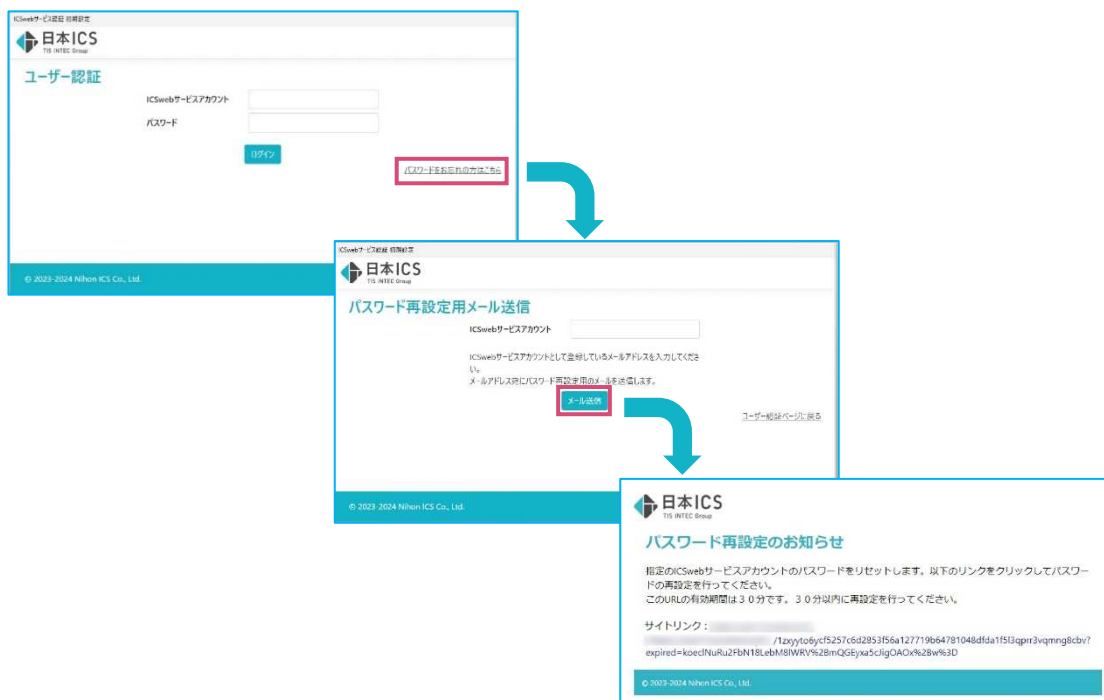 ICSwebサービス認証 初期設定
日本ICS
TIS INTEC Group
ユーザー認証
ICSwebサービスアカウント
パスワード
ログイン
パスワードをお忘れの方はこちら
© 2023-2024 Nihon ICS Co., Ltd.
ICSwebサービス認証 初期設定
日本ICS
TIS INTEC Group
パスワード再設定用メール送信
ICSwebサービスアカウント
ICSwebサービスアカウントとして登録しているメールアドレスを入力してくださ
い。
メールアドレス宛にパスワード再設定用のメールを送信します。
メール送信
ユーザー認証ページに戻る
© 2023-2024 Nihon ICS Co., Ltd.
日本ICS
TIS INTEC Group
パスワード再設定のお知らせ
指定のICSwebサービスアカウントのパスワードをリセットします。以下のリンクをクリックしてパスワー
ドの再設定を行ってください。
このURLの有効期間は30分です。30分以内に再設定を行ってください。
サイトリンク：
/1zxyyto6ycf5257c6d2853f56a127719b64781048dfda1f5l3qprr3vqmng8cbv?
expired=koeclNuRu2FbN18LebM8lWRV%2BmQGEyxa5cJigOAOx%2Bw%3D
© 2023-2024 Nihon ICS Co., Ltd.